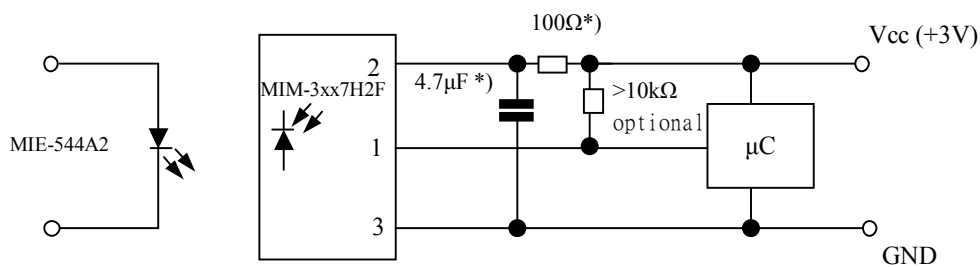 100Ω*)
Vcc (+3V)
2
4.7μF *)
MIM-3xx7H2F
>10kΩ
optional
MIE-544A2
1
μC
3
GND